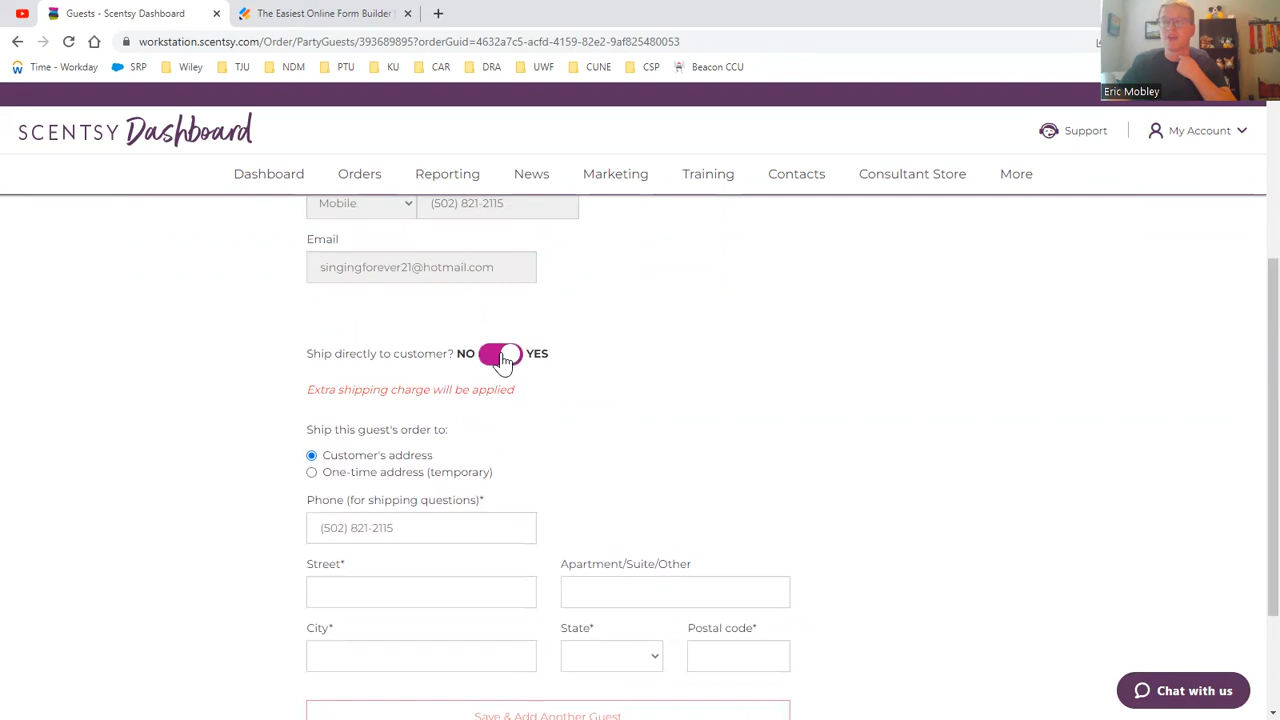 Guests - Scentsy Dashboard
The Easiest Online Form Builder
workstation.scentsy.com/Order/PartyGuests/393689895?orderGuid=4632a7c5-acfd-4159-82e2-9af825480053
Time - Workday
SRP
Wiley
TJU
NDM
PTU
KU
CAR
DRA
UWF
CUNE
CSP
Beacon CCU
Eric Mobley
SCENTSY Dashboard
Support
My Account
Dashboard
Orders
Reporting
News
Marketing
Training
Contacts
Consultant Store
More
Mobile
(502) 821-2115
Email
singingforever21@hotmail.com
Ship directly to customer? NO YES
Extra shipping charge will be applied
Ship this guest's order to:
Customer's address
One-time address (temporary)
Phone (for shipping questions)*
(502) 821-2115
Street*
Apartment/Suite/Other
City*
State*
Postal code*
Save & Add Another Guest
Chat with us